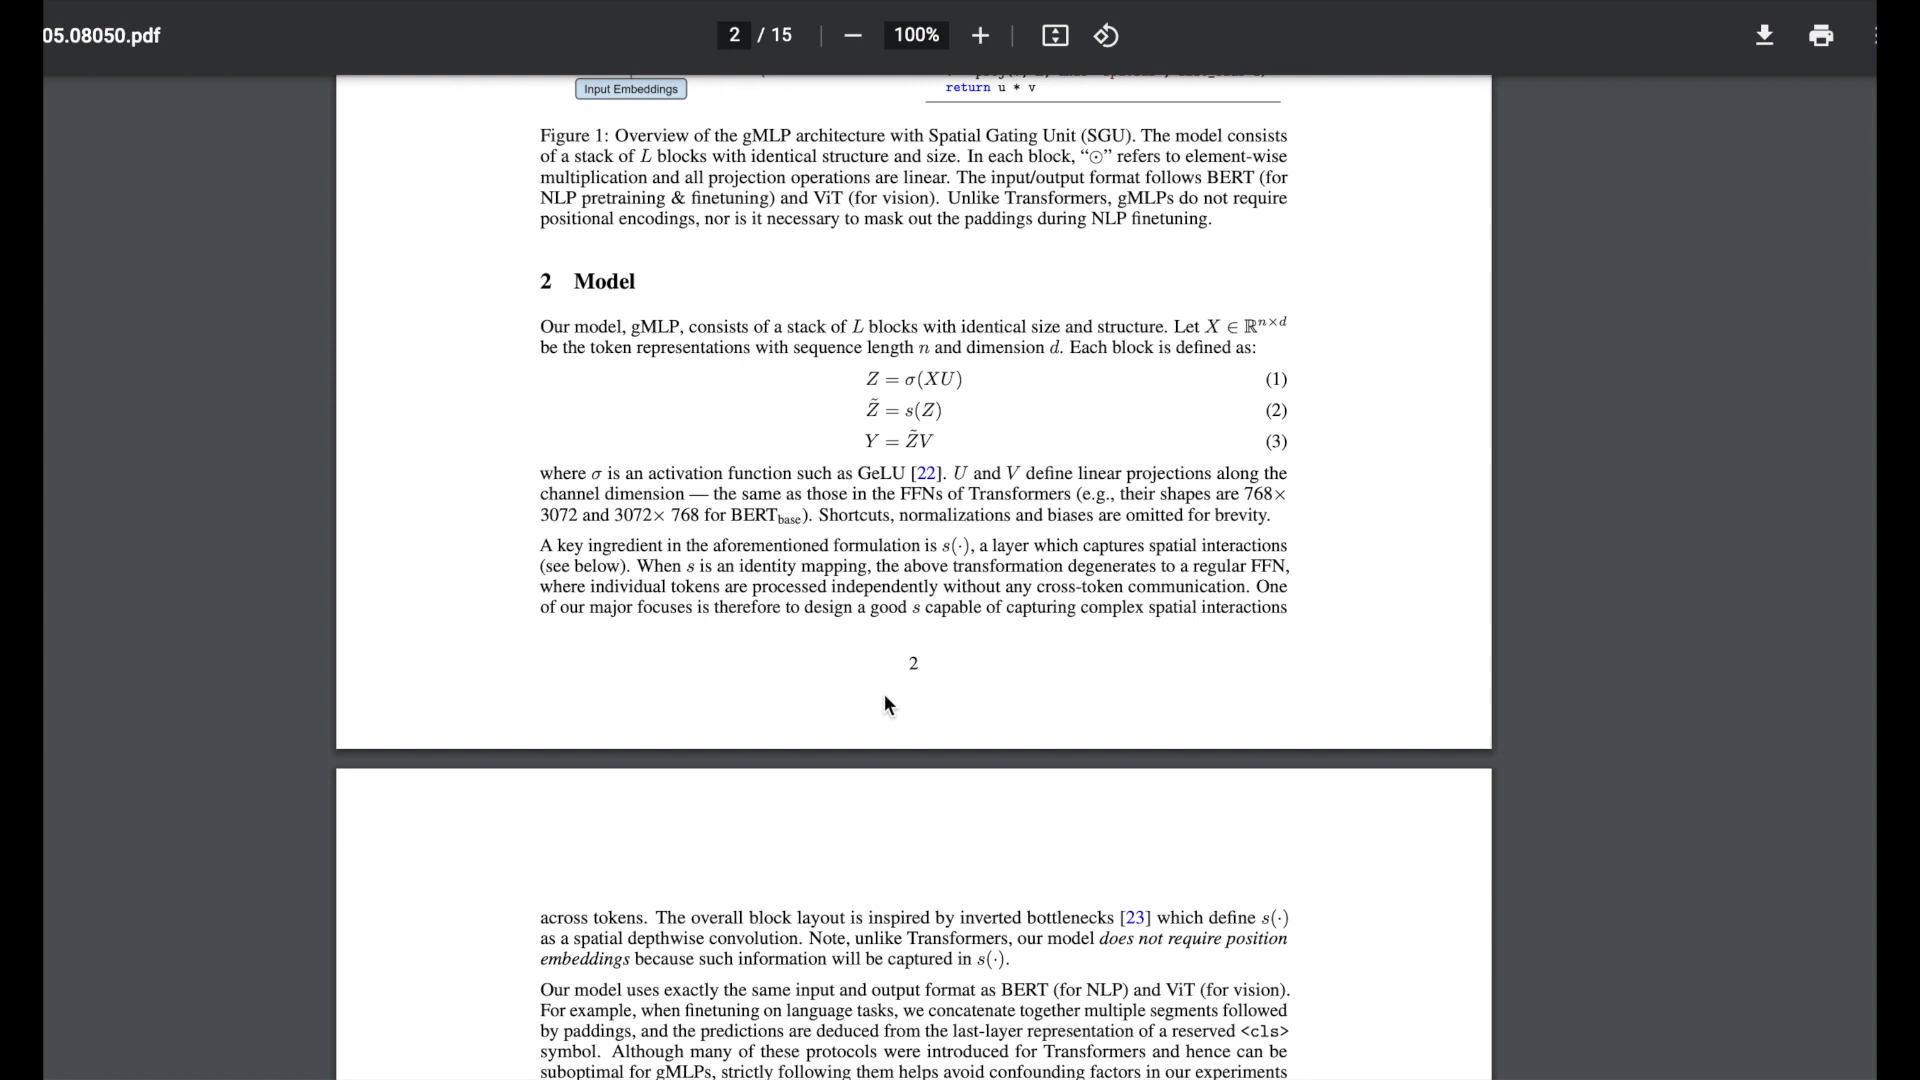 05.08050.pdf
2 / 15
100%
Input Embeddings
return u * v
Figure 1: Overview of the gMLP architecture with Spatial Gating Unit (SGU). The model consists
of a stack of L blocks with identical structure and size. In each block, “⊙” refers to element-wise
multiplication and all projection operations are linear. The input/output format follows BERT (for
NLP pretraining & finetuning) and ViT (for vision). Unlike Transformers, gMLPs do not require
positional encodings, nor is it necessary to mask out the paddings during NLP finetuning.
2 Model
Our model, gMLP, consists of a stack of L blocks with identical size and structure. Let X ∈ ℝⁿˣᵈ
be the token representations with sequence length n and dimension d. Each block is defined as:
Z = σ(XU) (1)
Z̃ = s(Z) (2)
Y = Z̃V (3)
where σ is an activation function such as GeLU [22]. U and V define linear projections along the
channel dimension — the same as those in the FFNs of Transformers (e.g., their shapes are 768×
3072 and 3072× 768 for BERTbase). Shortcuts, normalizations and biases are omitted for brevity.
A key ingredient in the aforementioned formulation is s(·), a layer which captures spatial interactions
(see below). When s is an identity mapping, the above transformation degenerates to a regular FFN,
where individual tokens are processed independently without any cross-token communication. One
of our major focuses is therefore to design a good s capable of capturing complex spatial interactions
2
across tokens. The overall block layout is inspired by inverted bottlenecks [23] which define s(·)
as a spatial depthwise convolution. Note, unlike Transformers, our model does not require position
embeddings because such information will be captured in s(·).
Our model uses exactly the same input and output format as BERT (for NLP) and ViT (for vision).
For example, when finetuning on language tasks, we concatenate together multiple segments followed
by paddings, and the predictions are deduced from the last-layer representation of a reserved <cls>
symbol. Although many of these protocols were introduced for Transformers and hence can be
suboptimal for gMLPs, strictly following them helps avoid confounding factors in our experiments